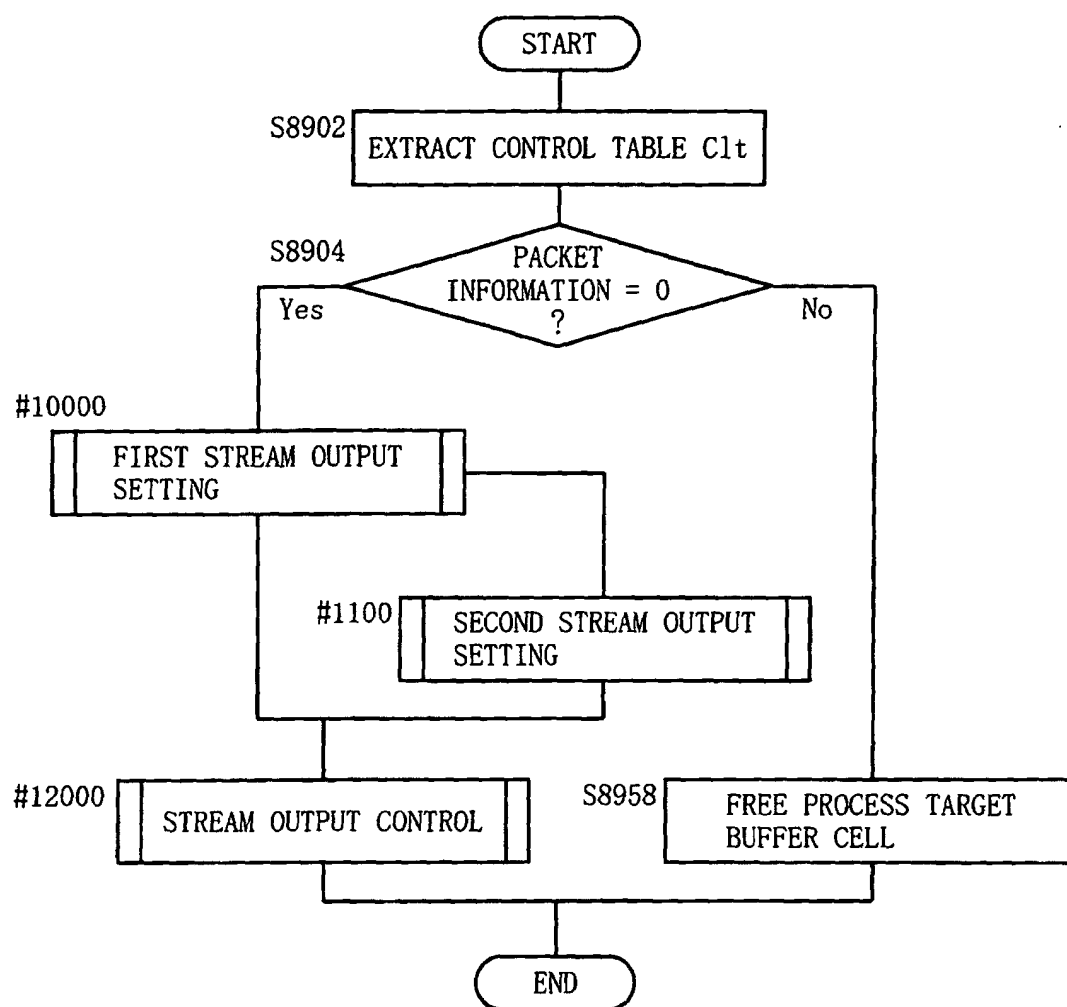 START
S8902
EXTRACT CONTROL TABLE Clt
S8904
PACKET
INFORMATION = 0
?
Yes
No
#10000
FIRST STREAM OUTPUT
SETTING
#1100
SECOND STREAM OUTPUT
SETTING
#12000
STREAM OUTPUT CONTROL
S8958
FREE PROCESS TARGET
BUFFER CELL
END